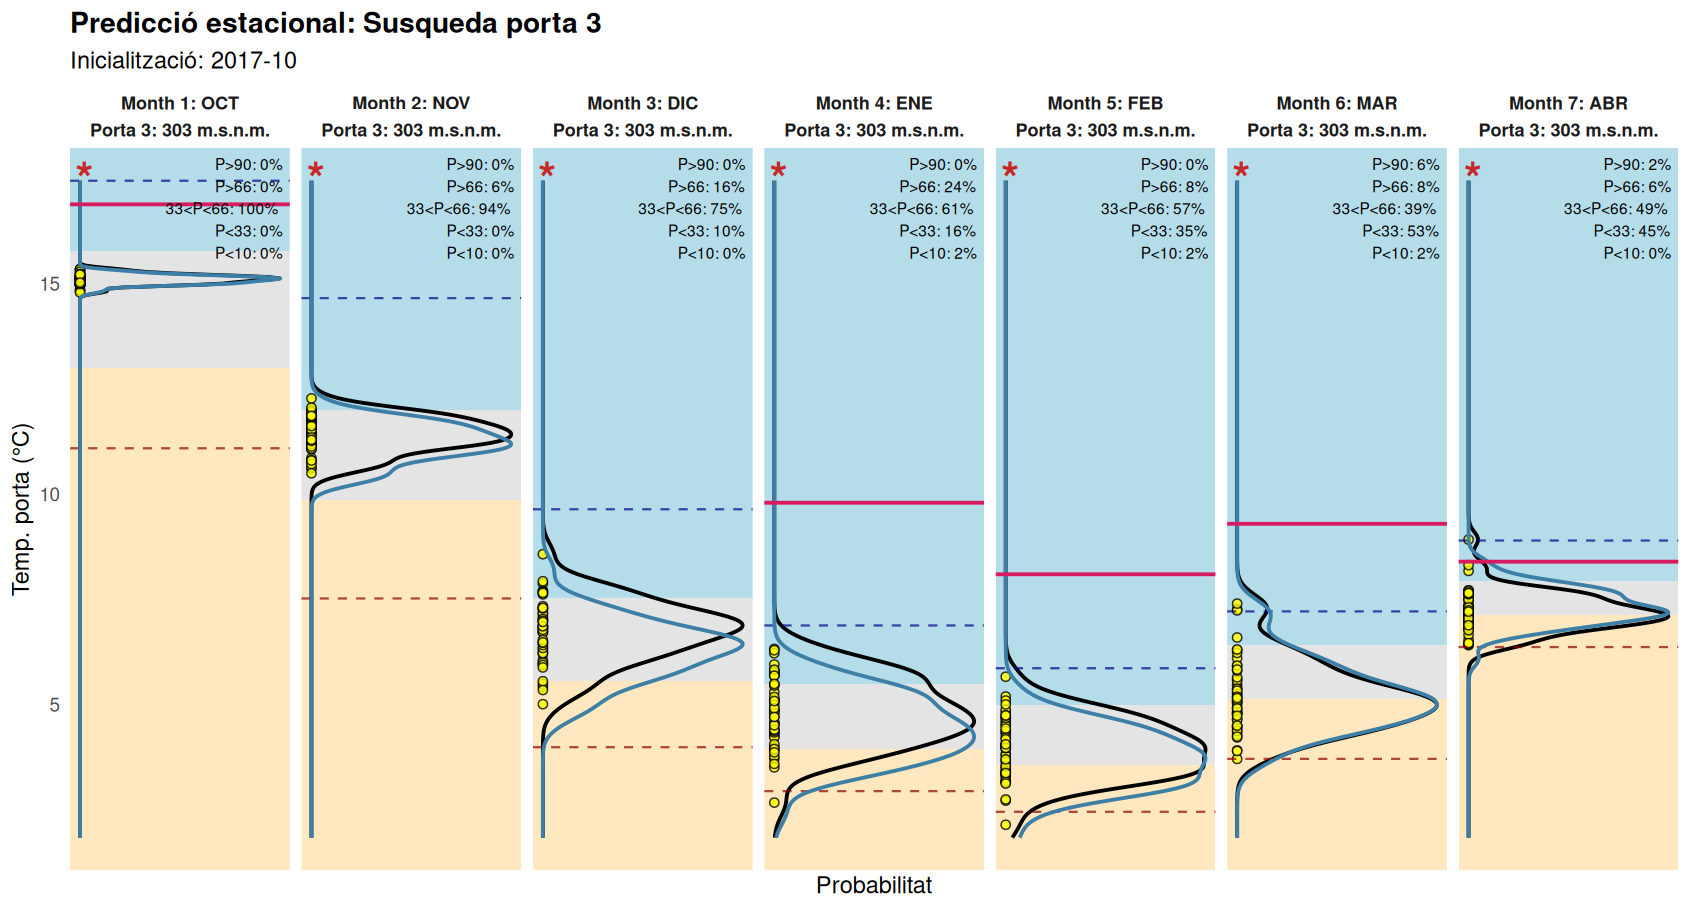 Predicció estacional: Susqueda porta 3
Inicialització: 2017-10
Month 1: OCT
Porta 3: 303 m.s.n.m.
Month 2: NOV
Porta 3: 303 m.s.n.m.
Month 3: DIC
Porta 3: 303 m.s.n.m.
Month 4: ENE
Porta 3: 303 m.s.n.m.
Month 5: FEB
Porta 3: 303 m.s.n.m.
Month 6: MAR
Porta 3: 303 m.s.n.m.
Month 7: ABR
Porta 3: 303 m.s.n.m.
*
P>90: 0%
P>66: 0%
33<P<66: 100%
P<33: 0%
P<10: 0%
*
P>90: 0%
P>66: 6%
33<P<66: 94%
P<33: 0%
P<10: 0%
*
P>90: 0%
P>66: 16%
33<P<66: 75%
P<33: 10%
P<10: 0%
*
P>90: 0%
P>66: 24%
33<P<66: 61%
P<33: 16%
P<10: 2%
*
P>90: 0%
P>66: 8%
33<P<66: 57%
P<33: 35%
P<10: 2%
*
P>90: 6%
P>66: 8%
33<P<66: 39%
P<33: 53%
P<10: 2%
*
P>90: 2%
P>66: 6%
33<P<66: 49%
P<33: 45%
P<10: 0%
15
10
5
Temp. porta (°C)
Probabilitat